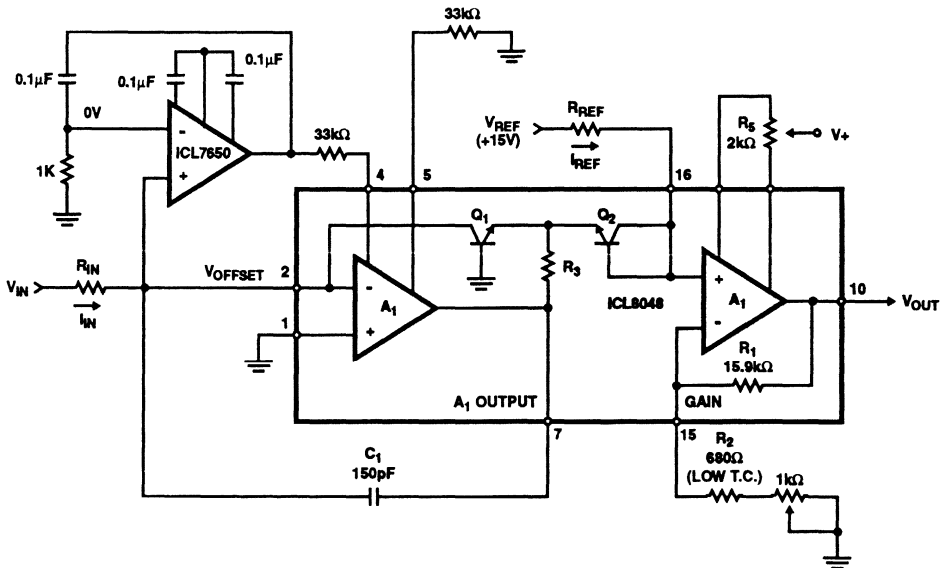 33kΩ
0.1μF
0.1μF
0.1μF
0V
-
ICL7650
+
1K
33kΩ
4
5
VREF
(+15V)
RREF
IREF
16
R5
2kΩ
V+
VIN
RIN
IIN
VOFFSET
2
1
Q1
Q2
R3
-
A1
+
ICL8048
+
A1
-
10
VOUT
R1
15.9kΩ
GAIN
A1 OUTPUT
7
15
C1
150pF
R2
680Ω
(LOW T.C.)
1kΩ